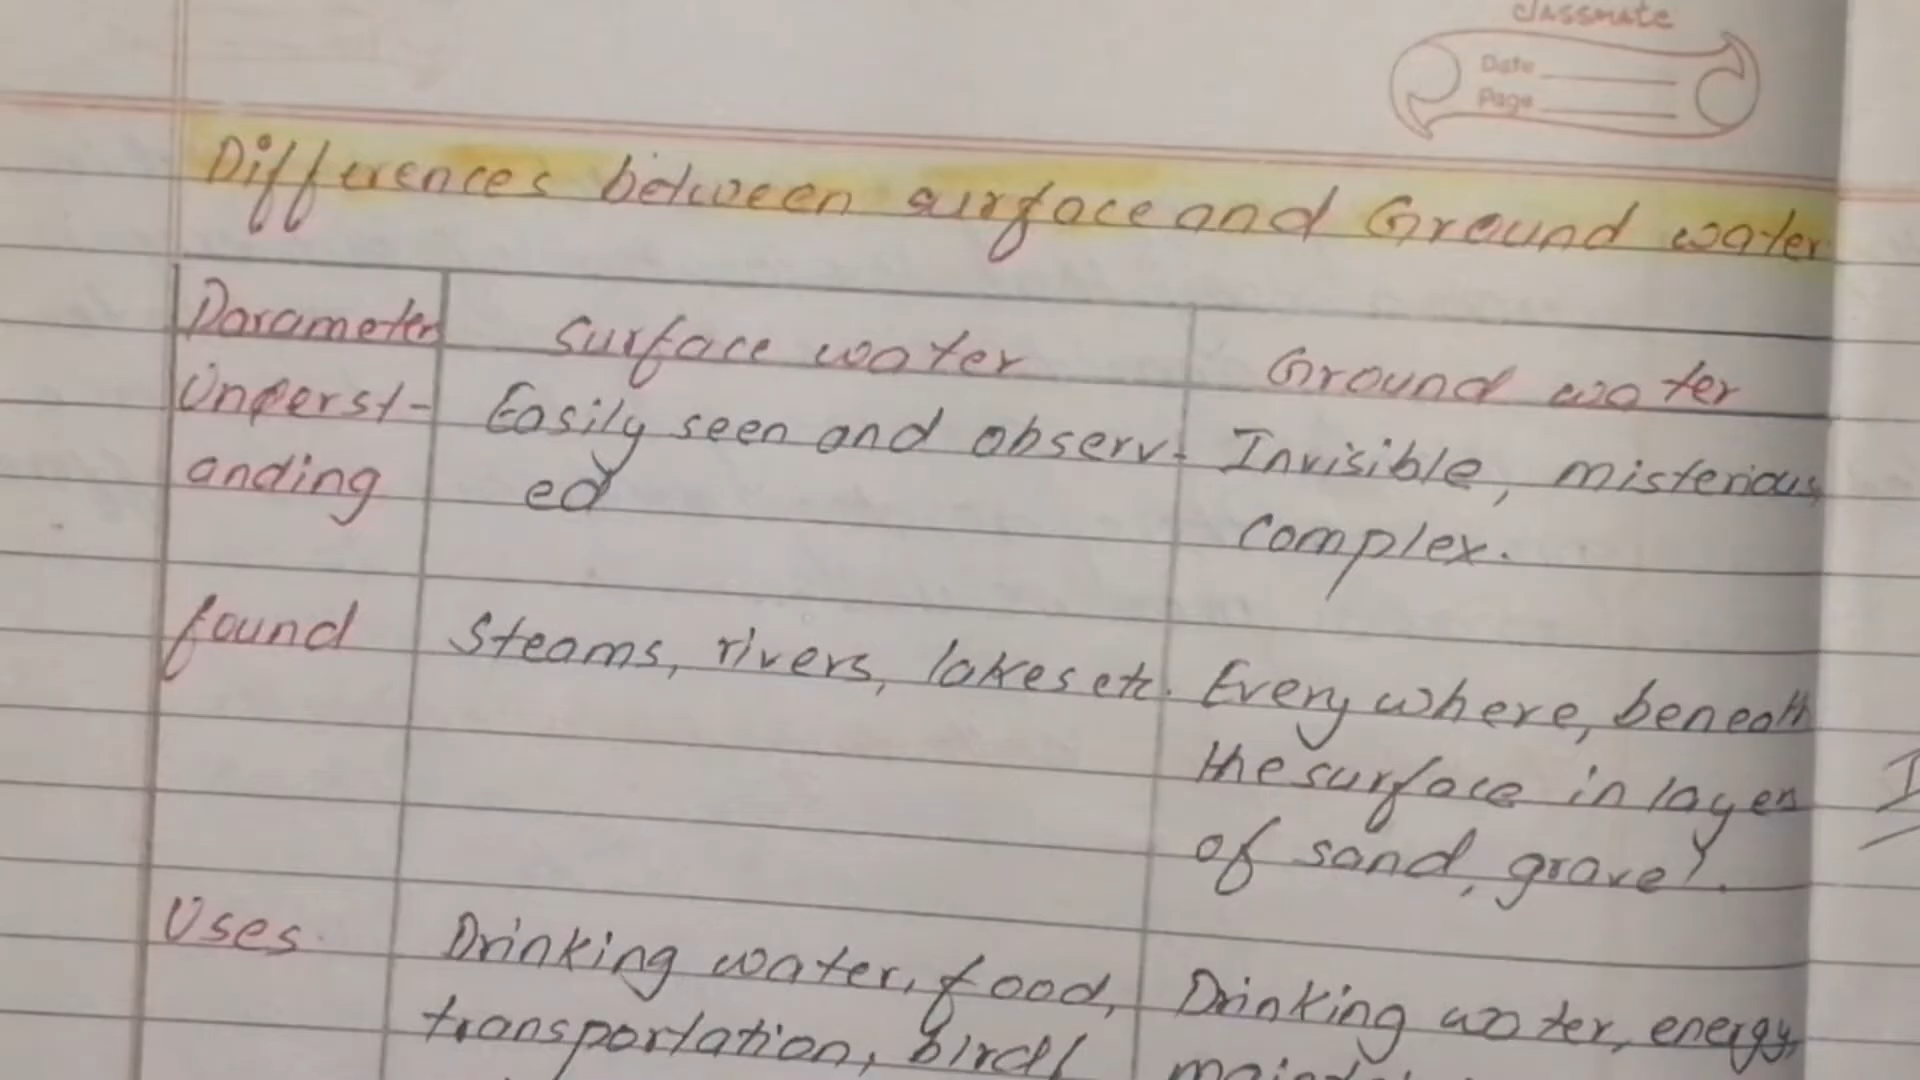 classmate
Date
Page
Differences between surface and Ground water
Parameter
Surface water
Ground water
Underst-
anding
Easily seen and observ-
ed
Invisible, misterious,
complex.
found
Steams, rivers, lakes etc.
Every where, beneath
the surface in layers
of sand, gravel.
Uses.
Drinking water, food,
transportation,
Drinking water, energy,